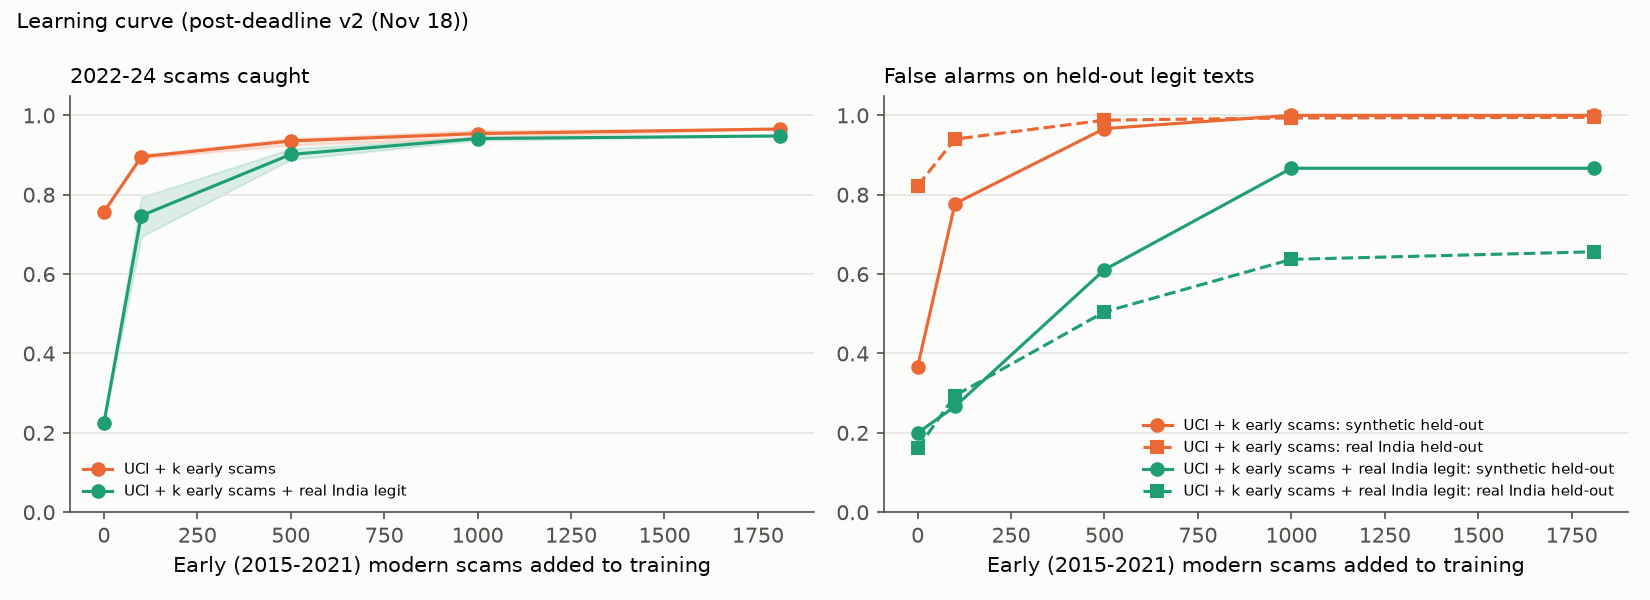 Learning curve (post-deadline v2 (Nov 18))
2022-24 scams caught
1.0
0.8
0.6
0.4
0.2
0.0
0 250 500 750 1000 1250 1500 1750
Early (2015-2021) modern scams added to training
UCI + k early scams
UCI + k early scams + real India legit
False alarms on held-out legit texts
1.0
0.8
0.6
0.4
0.2
0.0
0 250 500 750 1000 1250 1500 1750
Early (2015-2021) modern scams added to training
UCI + k early scams: synthetic held-out
UCI + k early scams: real India held-out
UCI + k early scams + real India legit: synthetic held-out
UCI + k early scams + real India legit: real India held-out